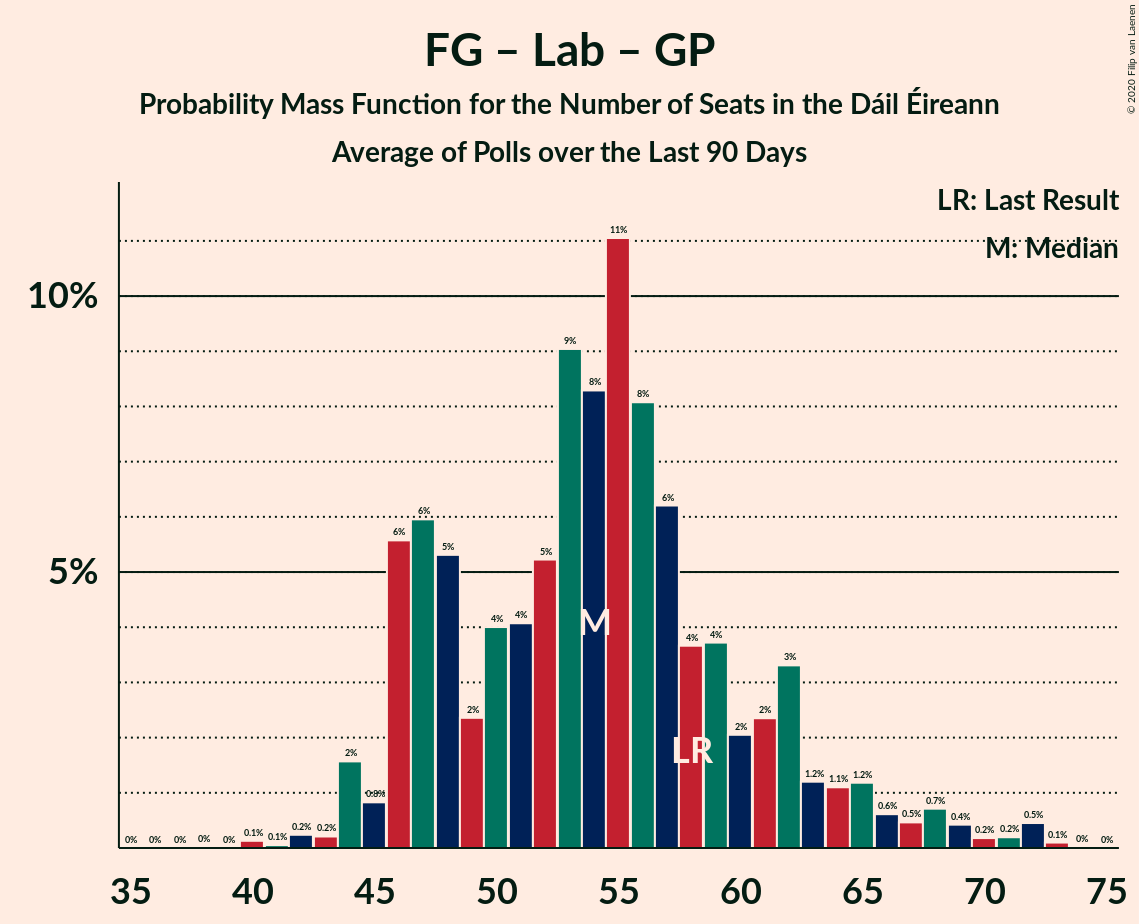 FG – Lab – GP
Probability Mass Function for the Number of Seats in the Dáil Éireann
Average of Polls over the Last 90 Days
© 2020 Filip van Laenen
LR: Last Result
M: Median
10%
5%
0% 0% 0% 0% 0% 0.1% 0.1% 0.2% 0.2% 2% 0.8% 6% 6% 5% 2% 4% 4% 5% 9% 8% 11% 8% 6% 4% 4% 2% 2% 3% 1.2% 1.1% 1.2% 0.6% 0.5% 0.7% 0.4% 0.2% 0.2% 0.5% 0.1% 0% 0%
M
LR
35 40 45 50 55 60 65 70 75